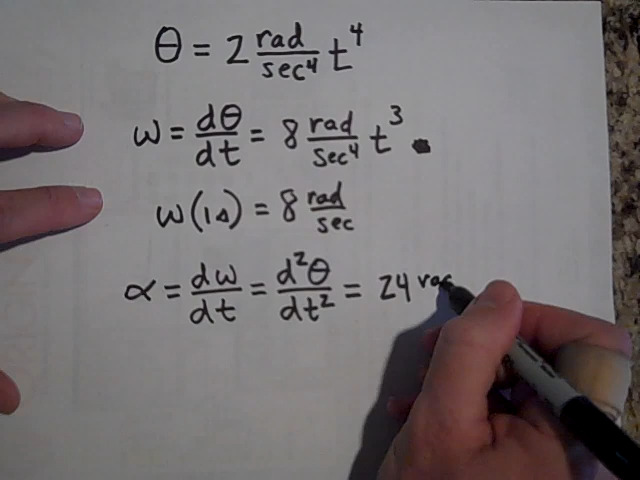 θ = 2 rad/sec⁴ t⁴
ω = dθ/dt = 8 rad/sec⁴ t³
ω(1s) = 8 rad/sec
α = dω/dt = d²θ/dt² = 24